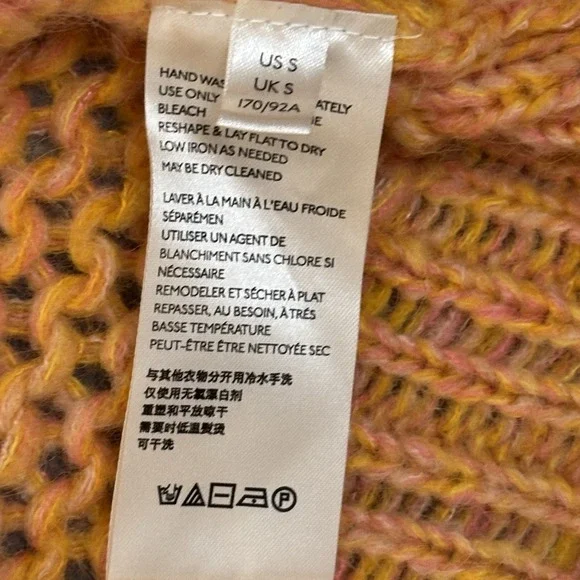 US S
UK S
170/92A
HAND WAS ATELY
USE ONLY
BLEACH
RESHAPE & LAY FLAT TO DRY
LOW IRON AS NEEDED
MAY BE DRY CLEANED
LAVER À LA MAIN À L'EAU FROIDE
SÉPARÉMEN
UTILISER UN AGENT DE
BLANCHIMENT SANS CHLORE SI
NÉCESSAIRE
REMODELER ET SÉCHER À PLAT
REPASSER, AU BESOIN, À TRÉS
BASSE TEMPÉRATURE
PEUT-ÊTRE ÊTRE NETTOYÉE SEC
与其他衣物分开用冷水手洗
仅使用无氯漂白剂
重塑和平放晾干
需要时低温熨烫
可干洗
P